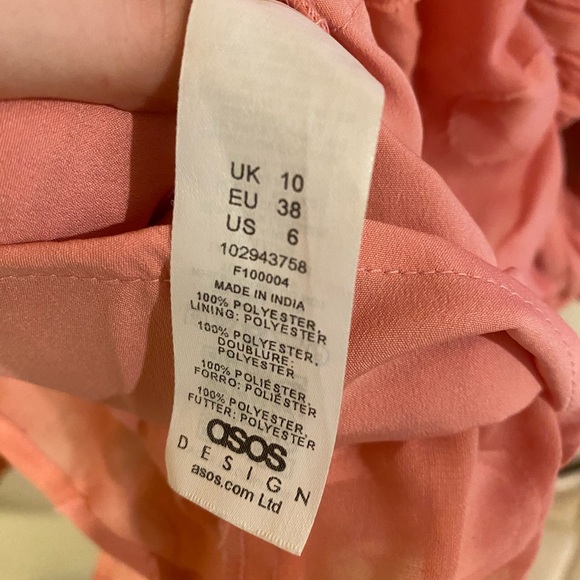 UK 10
EU 38
US 6
102943758
F100004
MADE IN INDIA
100% POLYESTER,
LINING: POLYESTER
100% POLYESTER,
DOUBLURE:
POLYESTER
100% POLIÉSTER,
FORRO: POLIÉSTER
100% POLYESTER,
FUTTER: POLYESTER
asos
DESIGN
asos.com Ltd